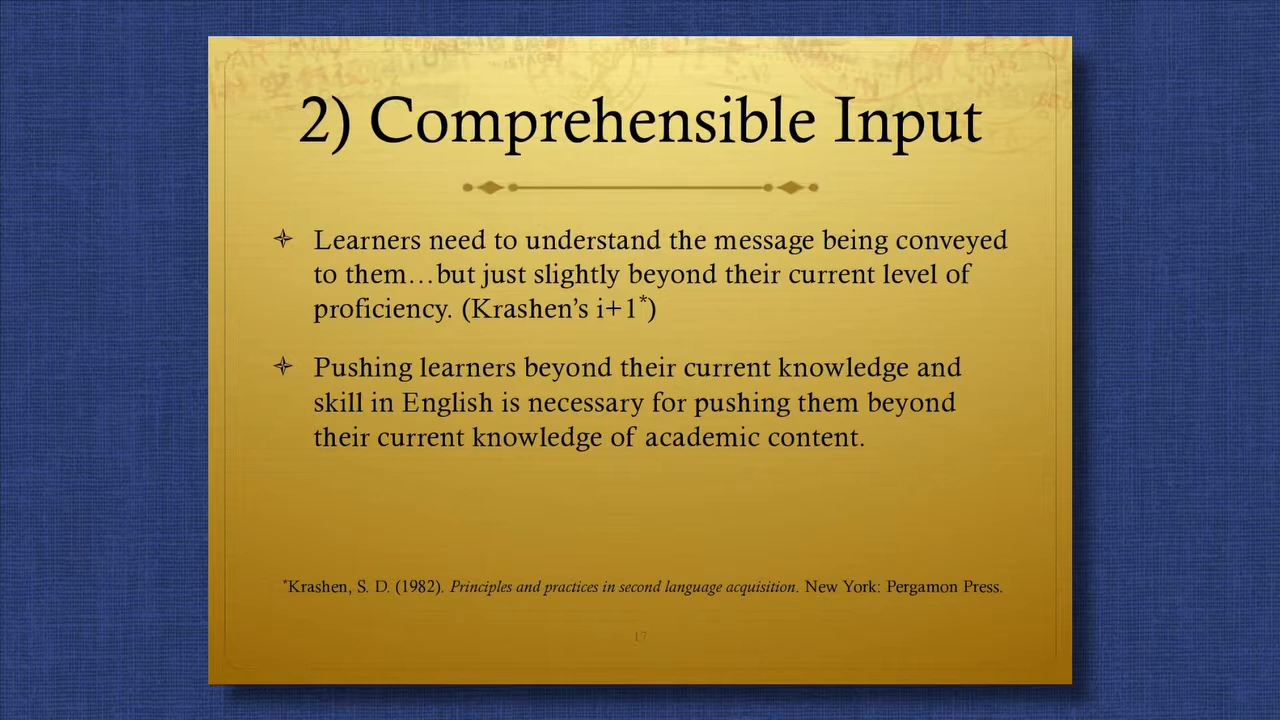 2) Comprehensible Input
Learners need to understand the message being conveyed
to them…but just slightly beyond their current level of
proficiency. (Krashen's i+1*)
Pushing learners beyond their current knowledge and
skill in English is necessary for pushing them beyond
their current knowledge of academic content.
*Krashen, S. D. (1982). Principles and practices in second language acquisition. New York: Pergamon Press.
17